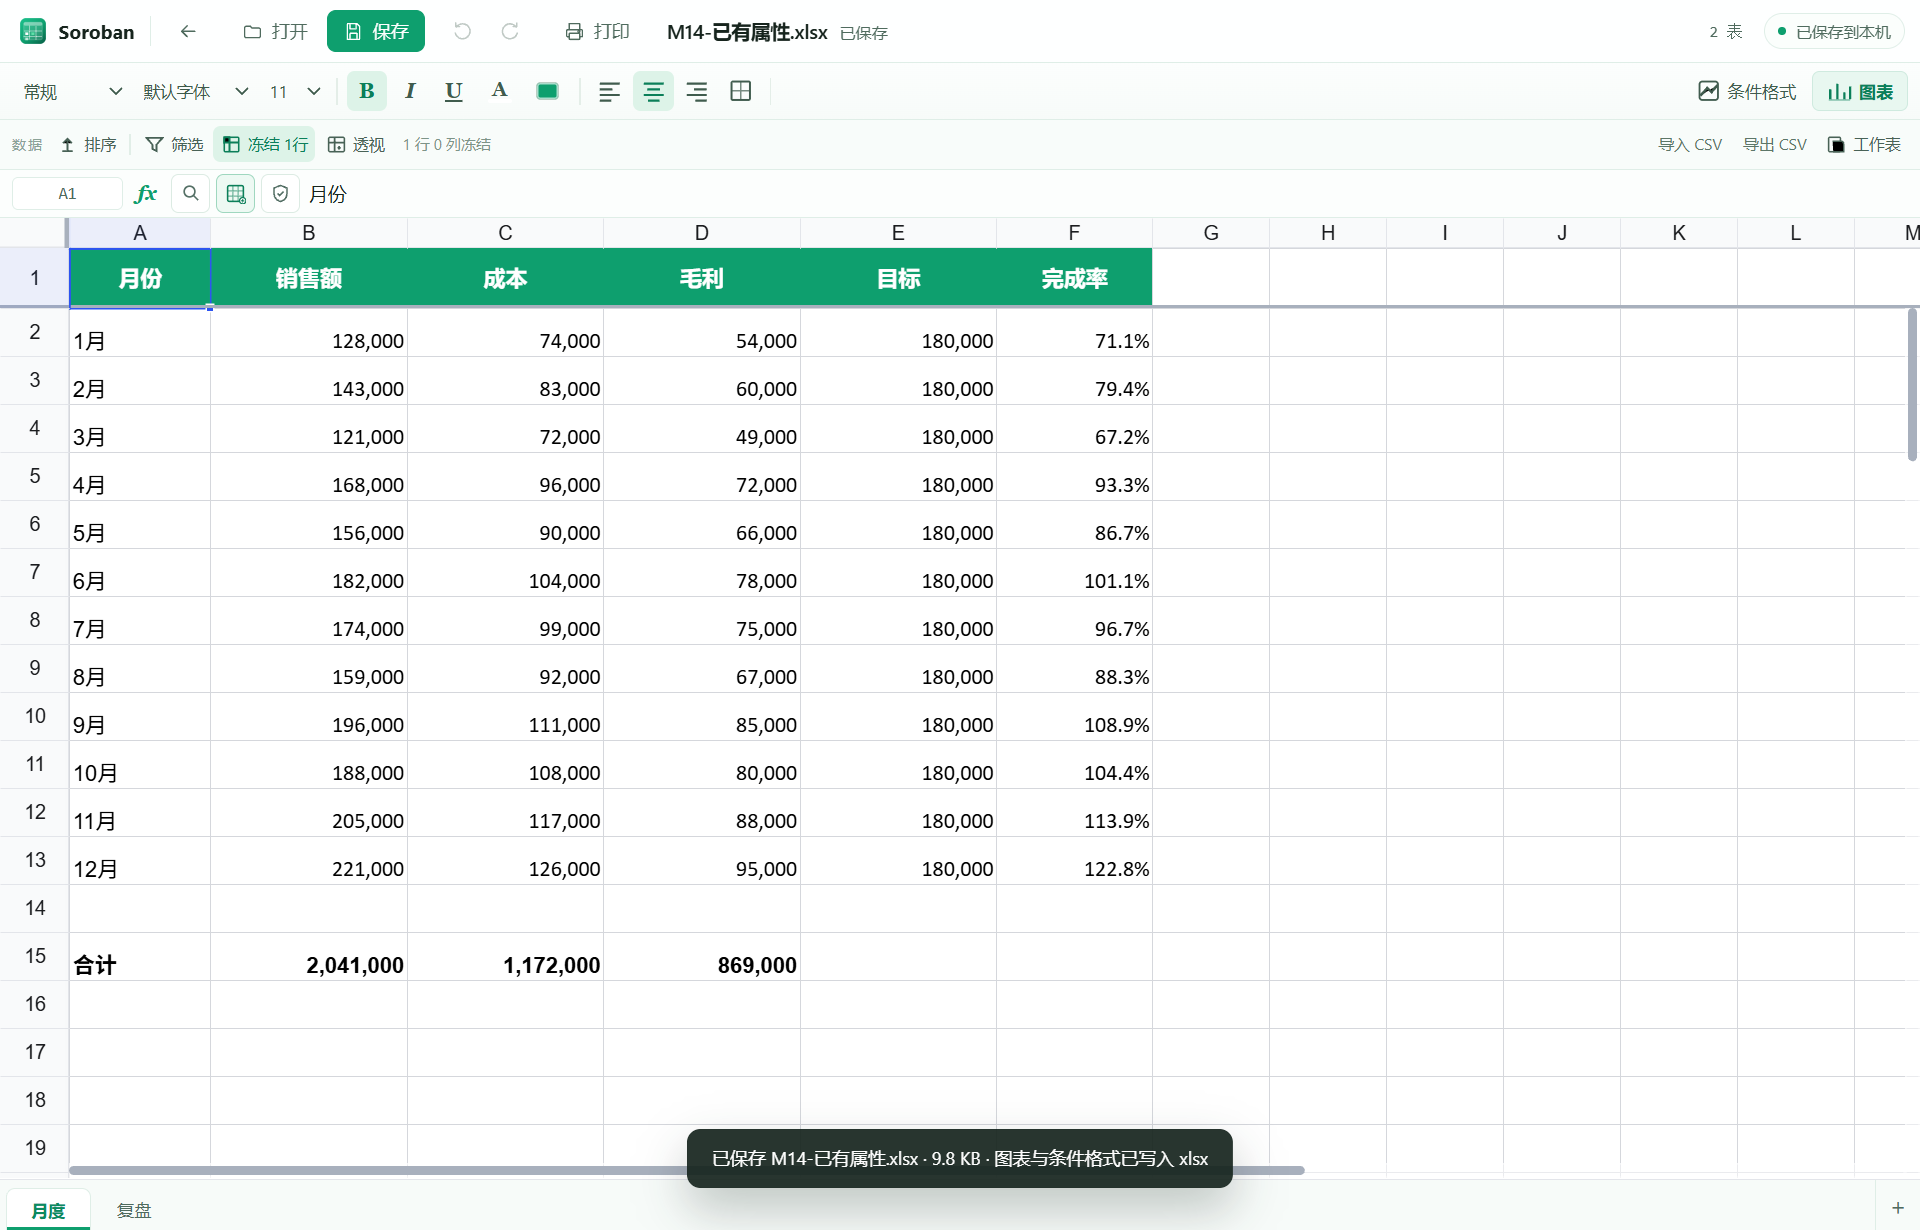 Soroban 打开 保存 打印 M14-已有属性.xlsx 已保存 2 表 已保存到本机
常规 默认字体 11 B I U A 条件格式 图表
数据 排序 筛选 冻结 1行 透视 1 行 0 列冻结 导入 CSV 导出 CSV 工作表
A1 fx 月份
A B C D E F G H I J K L M
1 月份 销售额 成本 毛利 目标 完成率
2 1月 128,000 74,000 54,000 180,000 71.1%
3 2月 143,000 83,000 60,000 180,000 79.4%
4 3月 121,000 72,000 49,000 180,000 67.2%
5 4月 168,000 96,000 72,000 180,000 93.3%
6 5月 156,000 90,000 66,000 180,000 86.7%
7 6月 182,000 104,000 78,000 180,000 101.1%
8 7月 174,000 99,000 75,000 180,000 96.7%
9 8月 159,000 92,000 67,000 180,000 88.3%
10 9月 196,000 111,000 85,000 180,000 108.9%
11 10月 188,000 108,000 80,000 180,000 104.4%
12 11月 205,000 117,000 88,000 180,000 113.9%
13 12月 221,000 126,000 95,000 180,000 122.8%
14
15 合计 2,041,000 1,172,000 869,000
16
17
18
19
已保存 M14-已有属性.xlsx · 9.8 KB · 图表与条件格式已写入 xlsx
月度 复盘 +